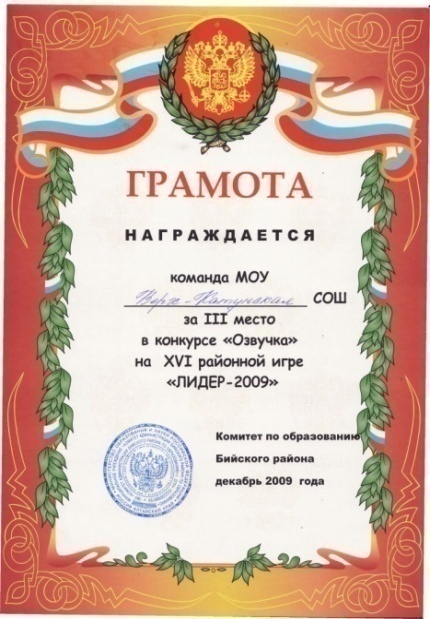 ГРАМОТА
НАГРАЖДАЕТСЯ
команда МОУ
Верх-Катунская СОШ
за III место
в конкурсе «Озвучка»
на XVI районной игре
«ЛИДЕР-2009»
Комитет по образованию
Бийского района
декабрь 2009 года